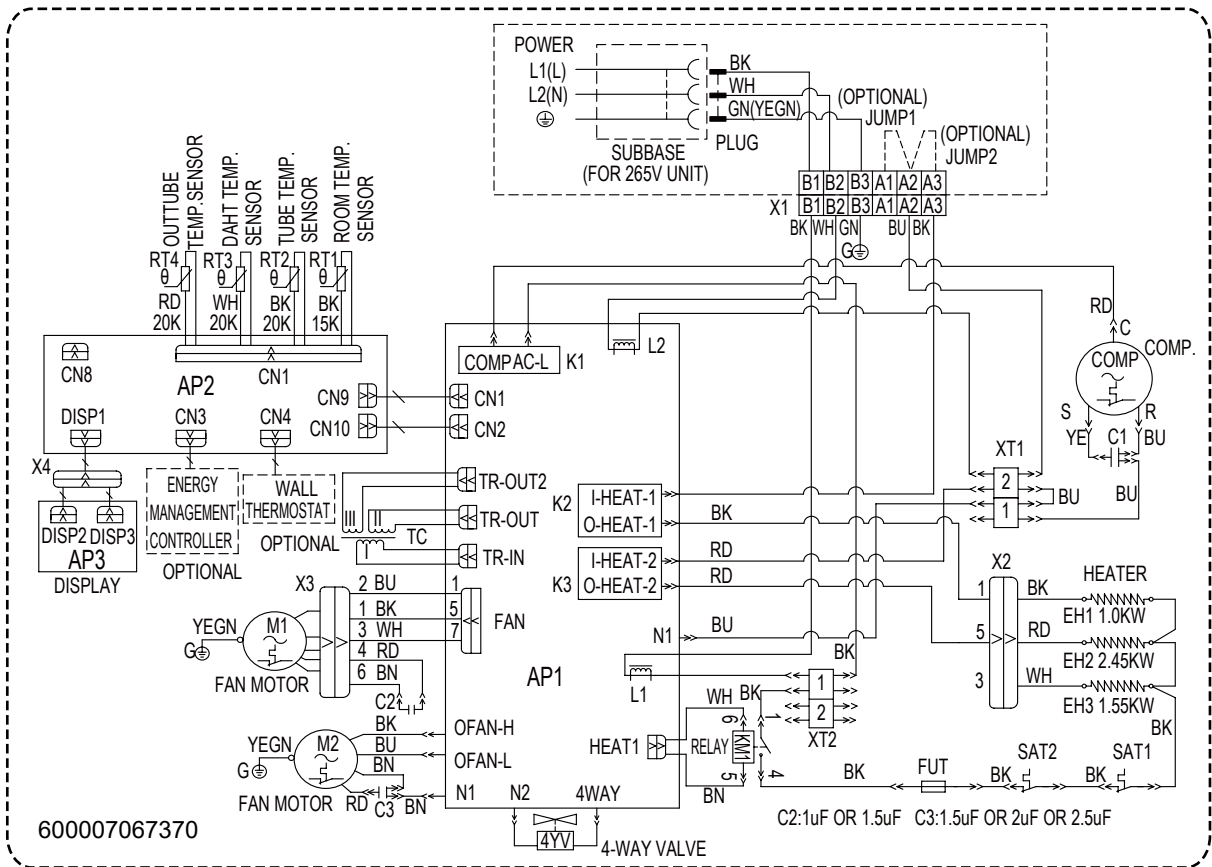 POWER
L1(L)
L2(N)
BK
WH
GN(YEGN)
PLUG
SUBBASE
(FOR 265V UNIT)
(OPTIONAL)
JUMP1
(OPTIONAL)
JUMP2
B1 B2 B3 A1 A2 A3
X1 B1 B2 B3 A1 A2 A3
BK WH GN BU BK
G
OUTTUBE
TEMP.SENSOR
DAHT TEMP.
SENSOR
TUBE TEMP.
SENSOR
ROOM TEMP.
SENSOR
RT4 RT3 RT2 RT1
θ θ θ θ
RD WH BK BK
20K 20K 20K 15K
CN8
CN1
AP2
CN9
CN10
DISP1 CN3 CN4
X4
DISP2 DISP3
AP3
DISPLAY
ENERGY
MANAGEMENT
CONTROLLER
OPTIONAL
WALL
THERMOSTAT
OPTIONAL
COMP AC-L K1
L2
CN1
CN2
TR-OUT2
TR-OUT
TR-IN
III II
I
TC
K2 I-HEAT-1
O-HEAT-1
BK
K3 I-HEAT-2
O-HEAT-2
RD
RD
N1 BU
AP1
L1
X3
2 BU 1
1 BK 5
3 WH 7
4 RD
6 BN
FAN
C2
YEGN
M1
G
FAN MOTOR
YEGN
M2
G
FAN MOTOR
BK OFAN-H
BU OFAN-L
BN
RD C3 BN N1
N2 4WAY
4YV
4-WAY VALVE
HEAT1
WH
BK
BK
6 1
RELAY KM
5 4
BN
1
2
XT2
RD
C
COMP
COMP.
S R
YE C1 BU
BU
XT1
2
1
BU
X2
1
5
3
BK
RD
WH
HEATER
EH1 1.0KW
EH2 2.45KW
EH3 1.55KW
BK
BK FUT BK SAT2 BK SAT1
C2:1uF OR 1.5uF C3:1.5uF OR 2uF OR 2.5uF
600007067370